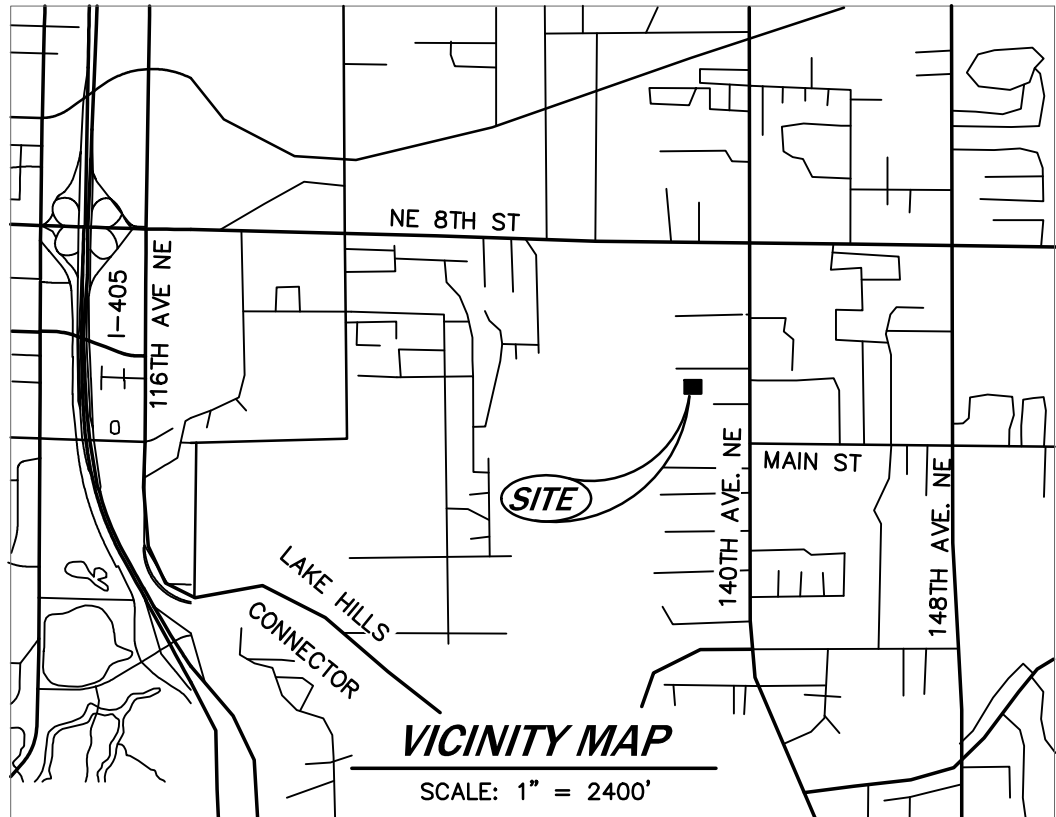 NE 8TH ST
I-405
116TH AVE NE
140TH AVE. NE
MAIN ST
148TH AVE. NE
SITE
LAKE HILLS
CONNECTOR
VICINITY MAP
SCALE: 1" = 2400'